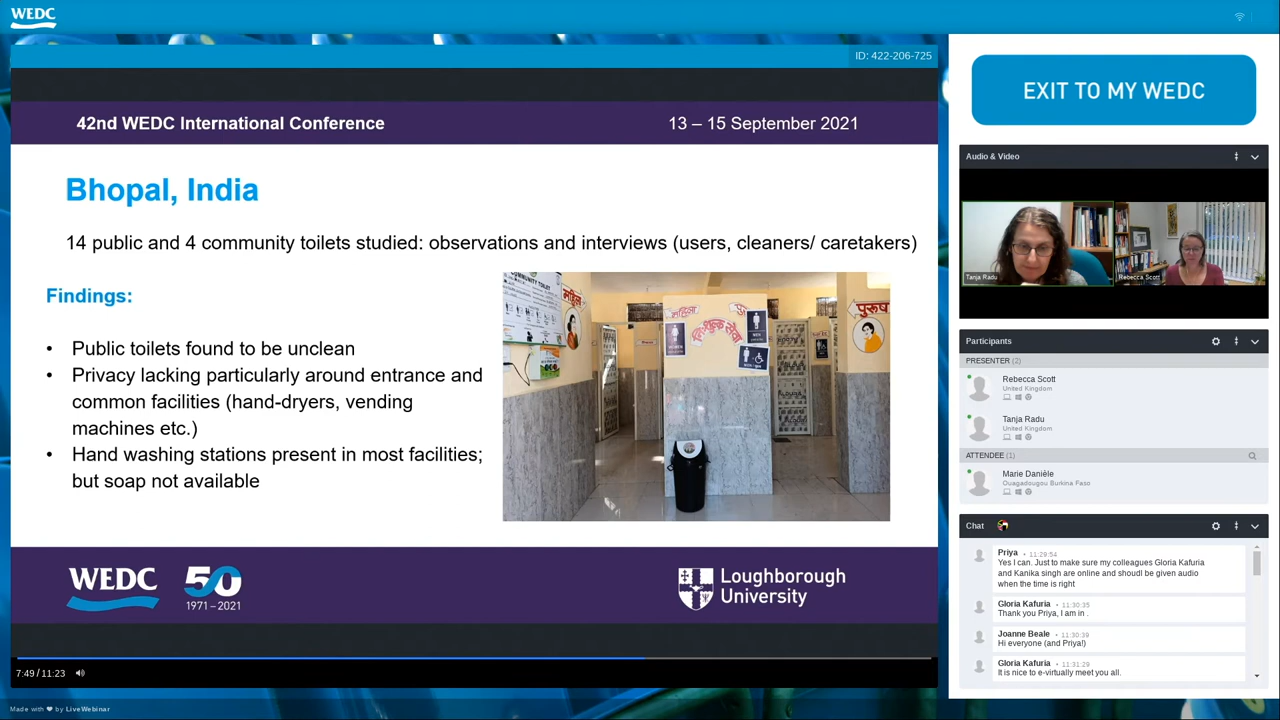 WEDC
ID: 422-206-725
42nd WEDC International Conference
13 – 15 September 2021
Bhopal, India
14 public and 4 community toilets studied: observations and interviews (users, cleaners/ caretakers)
Findings:
• Public toilets found to be unclean
• Privacy lacking particularly around entrance and
common facilities (hand-dryers, vending
machines etc.)
• Hand washing stations present in most facilities;
but soap not available
महिला
पुरुष
WEDC
50
1971 – 2021
Loughborough
University
7:49 / 11:23
Made with ❤ by LiveWebinar
EXIT TO MY WEDC
Audio & Video
Tanja Radu
Rebecca Scott
Participants
PRESENTER (2)
Rebecca Scott
United Kingdom
Tanja Radu
United Kingdom
ATTENDEE (1)
Marie Danièle
Ouagadougou Burkina Faso
Chat
Priya • 11:29:54
Yes I can. Just to make sure my colleagues Gloria Kafuria
and Kanika singh are online and shoudl be given audio
when the time is right
Gloria Kafuria • 11:30:35
Thank you Priya, I am in .
Joanne Beale • 11:30:39
Hi everyone (and Priya!)
Gloria Kafuria • 11:31:29
It is nice to e-virtually meet you all.